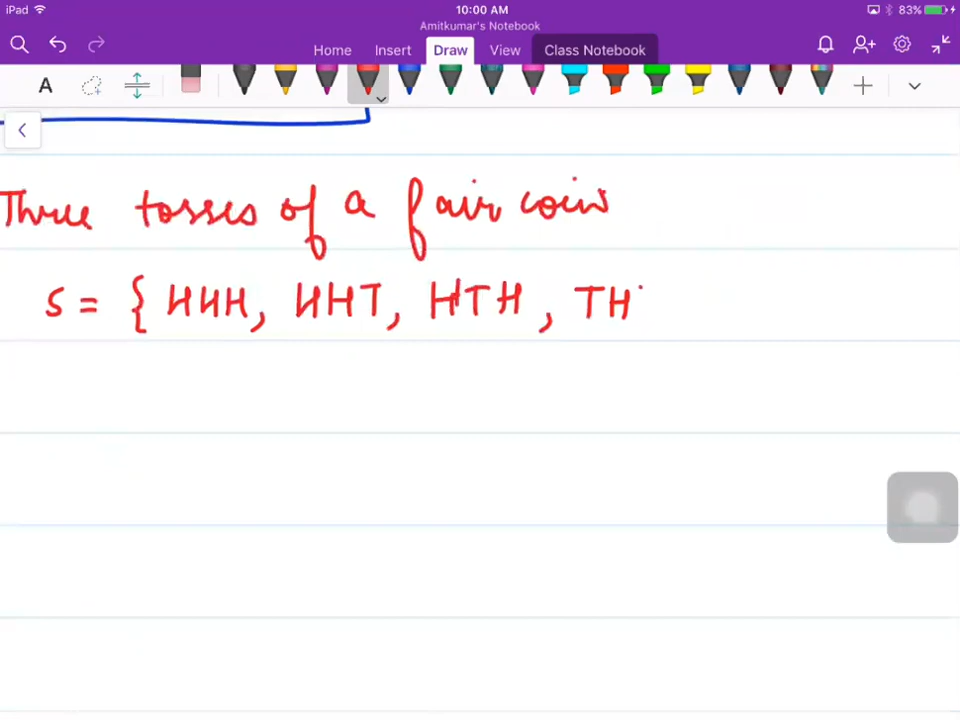 iPad
10:00 AM
83%
Amitkumar's Notebook
Home Insert Draw View Class Notebook
A
Three tosses of a fair coin
S = { HHH, HHT, HTH, TH